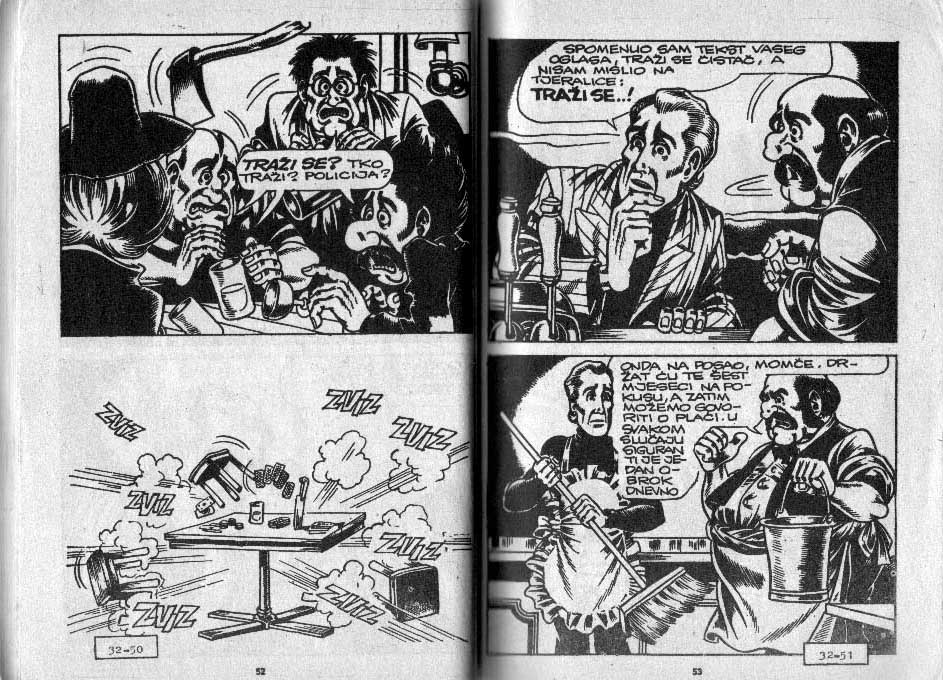 TRAŽI SE? TKO
TRAŽI? POLICIJA?
ZVIZ
ZVIZ
ZVIZ
ZVIZ
ZVIZ
ZVIZ
32-50
52
SPOMENUO SAM TEKST VAŠEG
OGLASA, TRAŽI SE ČISTAČ, A
NISAM MISLIO NA
TJERALICE:
TRAŽI SE..!
ONDA NA POSAO, MOMČE. DR-
ŽAT ĆU TE ŠEST
MJESECI NA PO-
KUSU, A ZATIM
MOŽEMO GOVO-
RITI O PLAĆI. U
SVAKOM
SLUČAJU
SIGURAN
TI JE JE-
DAN O-
BROK
DNEVNO
32-51
53